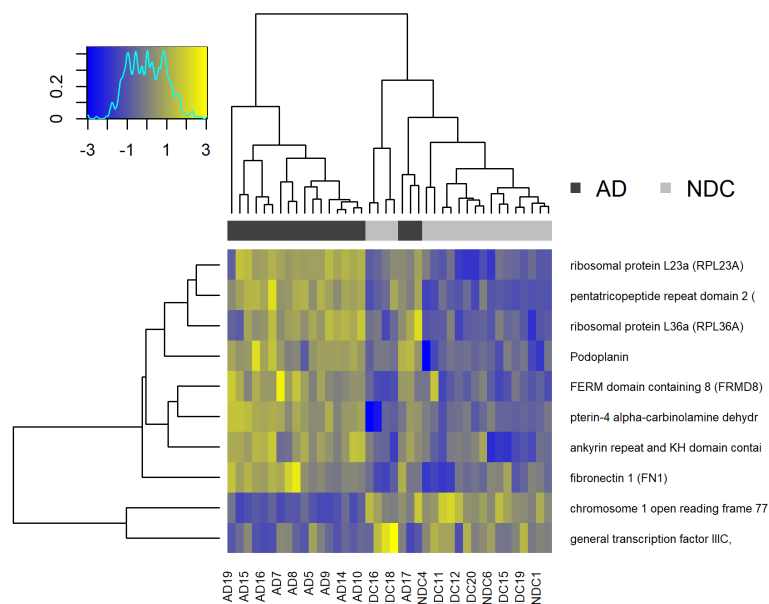 0.2
0
-3 -1 1 3
AD NDC
ribosomal protein L23a (RPL23A)
pentatricopeptide repeat domain 2 (
ribosomal protein L36a (RPL36A)
Podoplanin
FERM domain containing 8 (FRMD8)
pterin-4 alpha-carbinolamine dehydr
ankyrin repeat and KH domain contai
fibronectin 1 (FN1)
chromosome 1 open reading frame 77
general transcription factor IIIC,
AD19 AD15 AD16 AD7 AD8 AD5 AD9 AD14 AD10 DC16 DC18 AD17 NDC4 DC11 DC12 DC20 NDC6 DC15 DC19 NDC1